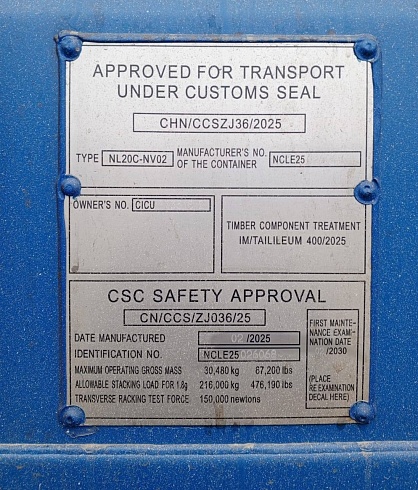 APPROVED FOR TRANSPORT
UNDER CUSTOMS SEAL
CHN/CCSZJ36/2025
TYPE NL20C-NV02 MANUFACTURER'S NO. OF THE CONTAINER NCLE25
OWNER'S NO. CICU
TIMBER COMPONENT TREATMENT
IM/TAILILEUM 400/2025
CSC SAFETY APPROVAL
CN/CCS/ZJ036/25
DATE MANUFACTURED 02/2025
IDENTIFICATION NO. NCLE25
MAXIMUM OPERATING GROSS MASS 30,480 kg 67,200 lbs
ALLOWABLE STACKING LOAD FOR 1.8g 216,000 kg 476,190 lbs
TRANSVERSE RACKING TEST FORCE 150,000 newtons
FIRST MAINTE-
NANCE EXAMI-
NATION DATE
/2030
(PLACE
RE EXAMINATION
DECAL HERE)